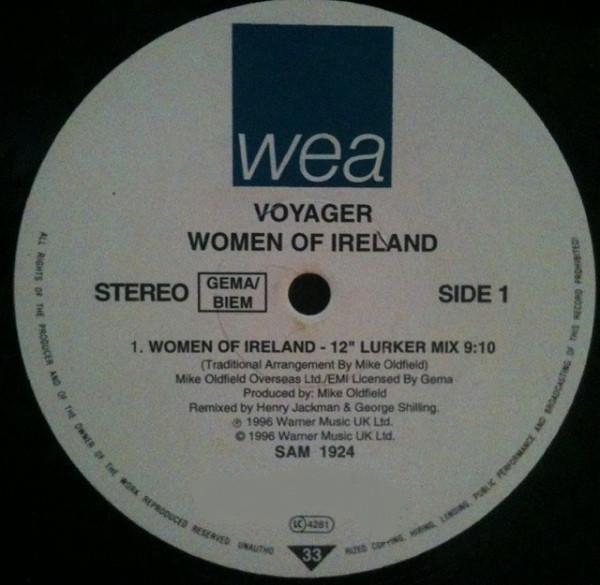 wea
VOYAGER
WOMEN OF IRELAND
STEREO
GEMA/
BIEM
SIDE 1
1. WOMEN OF IRELAND - 12" LURKER MIX 9:10
(Traditional Arrangement By Mike Oldfield)
Mike Oldfield Overseas Ltd./EMI Licensed By Gema
Produced by: Mike Oldfield
Remixed by Henry Jackman & George Shilling.
℗ 1996 Warner Music UK Ltd.
© 1996 Warner Music UK Ltd.
SAM 1924
LC 4281
33
ALL RIGHTS OF THE PRODUCER AND OF THE OWNER OF THE WORK REPRODUCED RESERVED UNAUTHO RIZED COPYING, HIRING, LENDING, PUBLIC PERFORMANCE AND BROADCASTING OF THIS RECORD PROHIBITED